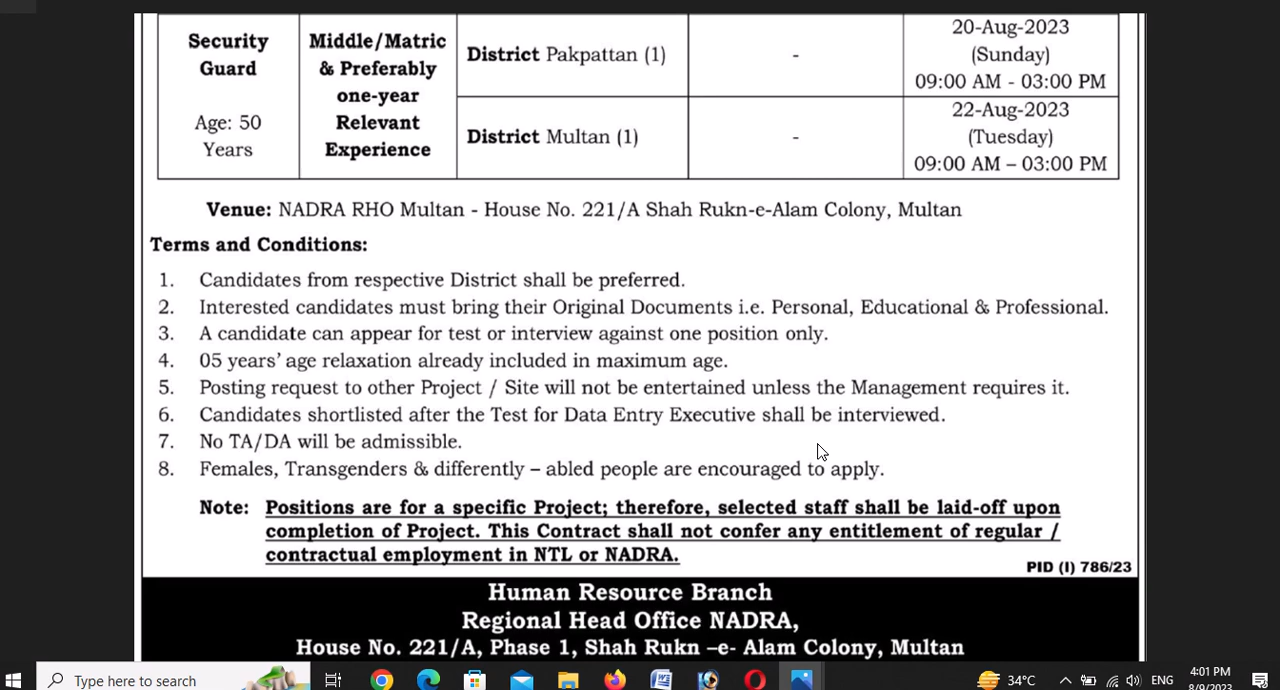 20-Aug-2023
Security
Guard
Middle/Matric
& Preferably
one-year
Relevant
Experience
District Pakpattan (1)
-
(Sunday)
09:00 AM - 03:00 PM
Age: 50
Years
District Multan (1)
-
22-Aug-2023
(Tuesday)
09:00 AM – 03:00 PM
Venue: NADRA RHO Multan - House No. 221/A Shah Rukn-e-Alam Colony, Multan
Terms and Conditions:
1. Candidates from respective District shall be preferred.
2. Interested candidates must bring their Original Documents i.e. Personal, Educational & Professional.
3. A candidate can appear for test or interview against one position only.
4. 05 years' age relaxation already included in maximum age.
5. Posting request to other Project / Site will not be entertained unless the Management requires it.
6. Candidates shortlisted after the Test for Data Entry Executive shall be interviewed.
7. No TA/DA will be admissible.
8. Females, Transgenders & differently – abled people are encouraged to apply.
Note: Positions are for a specific Project; therefore, selected staff shall be laid-off upon
completion of Project. This Contract shall not confer any entitlement of regular /
contractual employment in NTL or NADRA.
PID (I) 786/23
Human Resource Branch
Regional Head Office NADRA,
House No. 221/A, Phase 1, Shah Rukn –e- Alam Colony, Multan
Type here to search
34°C
ENG
4:01 PM
8/9/2023